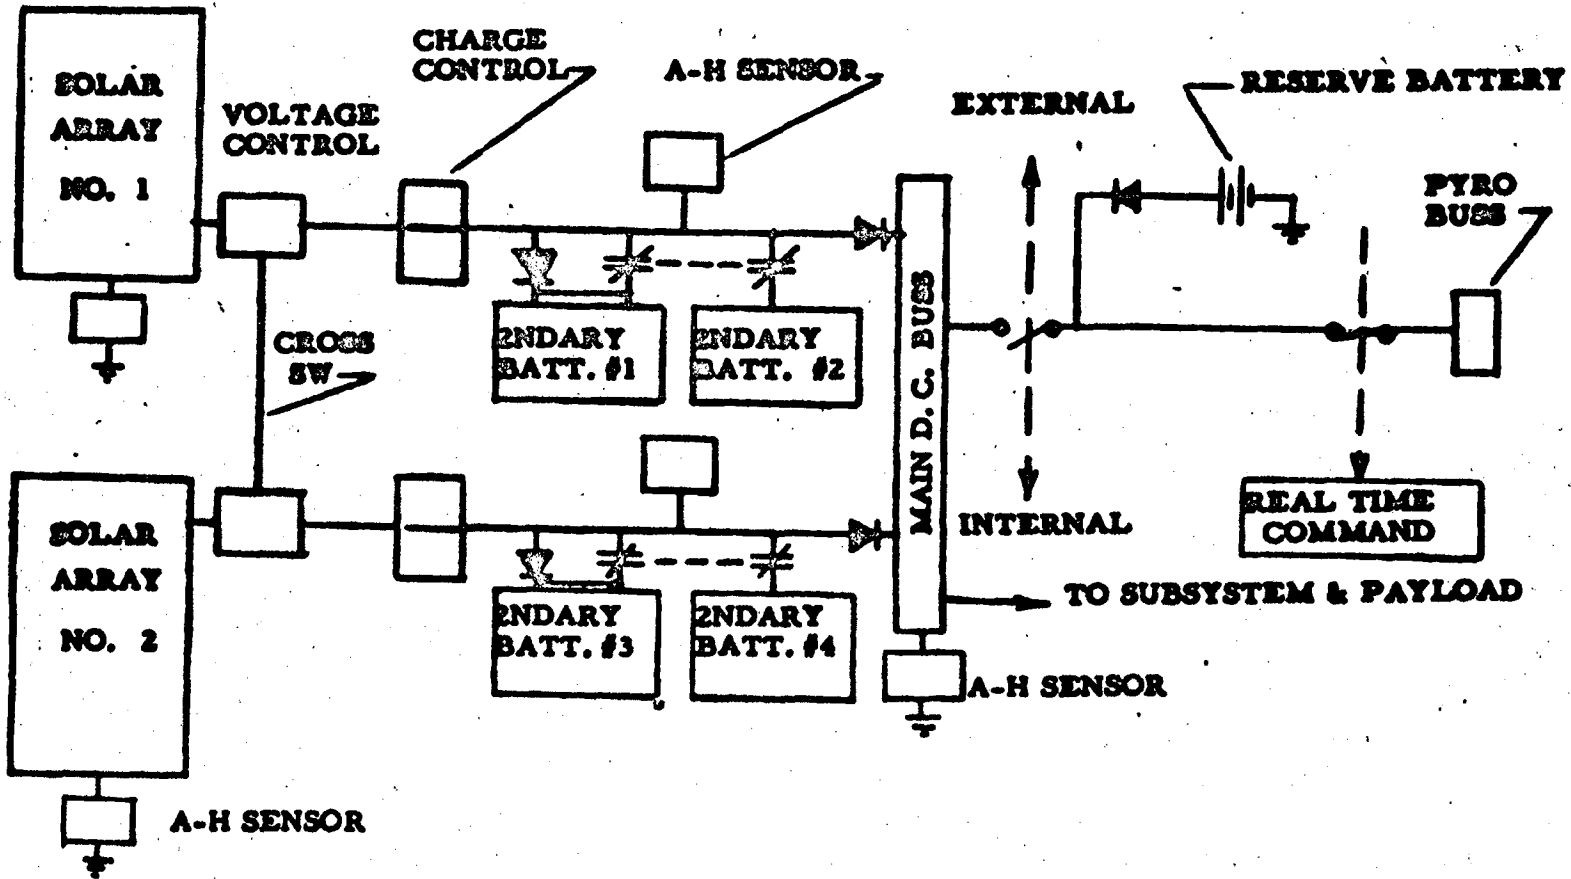 SOLAR
ARRAY
NO. 1
VOLTAGE
CONTROL
CHARGE
CONTROL
A-H SENSOR
EXTERNAL
RESERVE BATTERY
PYRO
BUSS
CROSS
SW
2NDARY
BATT. #1
2NDARY
BATT. #2
MAIN D. C. BUSS
INTERNAL
REAL TIME
COMMAND
SOLAR
ARRAY
NO. 2
2NDARY
BATT. #3
2NDARY
BATT. #4
TO SUBSYSTEM & PAYLOAD
A-H SENSOR
A-H SENSOR